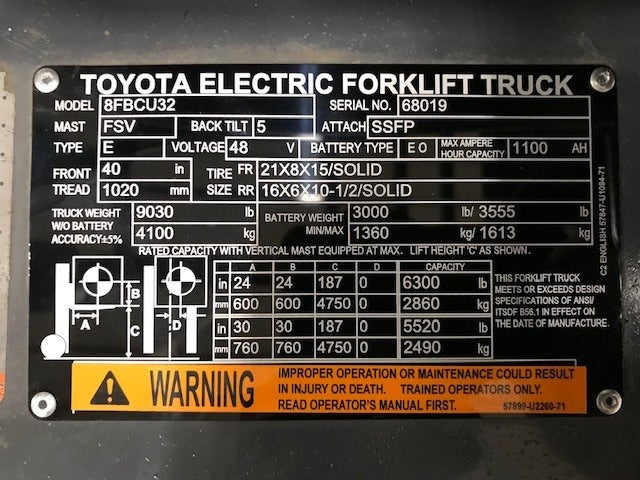 TOYOTA ELECTRIC FORKLIFT TRUCK
MODEL 8FBCU32 SERIAL NO. 68019
MAST FSV BACK TILT 5 ATTACH SSFP
TYPE E VOLTAGE 48 V BATTERY TYPE E O MAX AMPERE HOUR CAPACITY 1100 AH
FRONT TREAD 40 in TIRE SIZE FR 21X8X15/SOLID
1020 mm RR 16X6X10-1/2/SOLID
TRUCK WEIGHT W/O BATTERY ACCURACY±5% 9030 lb BATTERY WEIGHT MIN/MAX 3000 lb/ 3555 lb
4100 kg 1360 kg/ 1613 kg
RATED CAPACITY WITH VERTICAL MAST EQUIPPED AT MAX. LIFT HEIGHT 'C' AS SHOWN.
A B C D CAPACITY
in 24 24 187 0 6300 lb
mm 600 600 4750 0 2860 kg
in 30 30 187 0 5520 lb
mm 760 760 4750 0 2490 kg
A B C D
THIS FORKLIFT TRUCK
MEETS OR EXCEEDS DESIGN
SPECIFICATIONS OF ANSI/
ITSDF B56.1 IN EFFECT ON
THE DATE OF MANUFACTURE.
C2 ENGLISH 57647-U1094-71
WARNING
IMPROPER OPERATION OR MAINTENANCE COULD RESULT
IN INJURY OR DEATH. TRAINED OPERATORS ONLY.
READ OPERATOR'S MANUAL FIRST. 57899-U2260-71